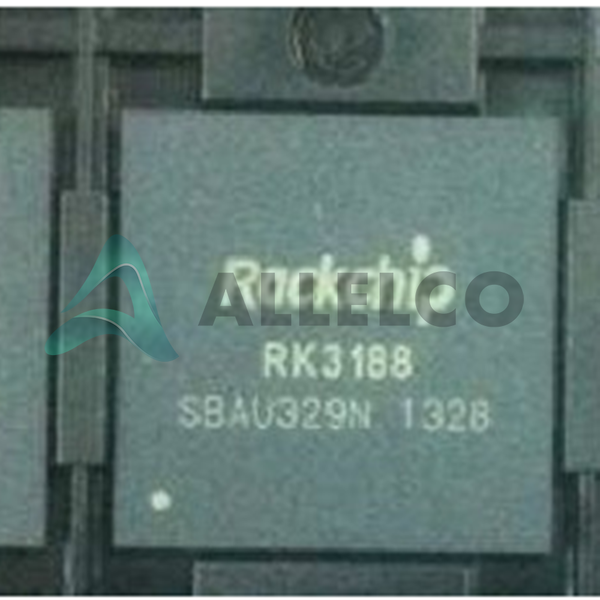 Rockchip
ALLELCO
RK3188
SBAU329N 1328